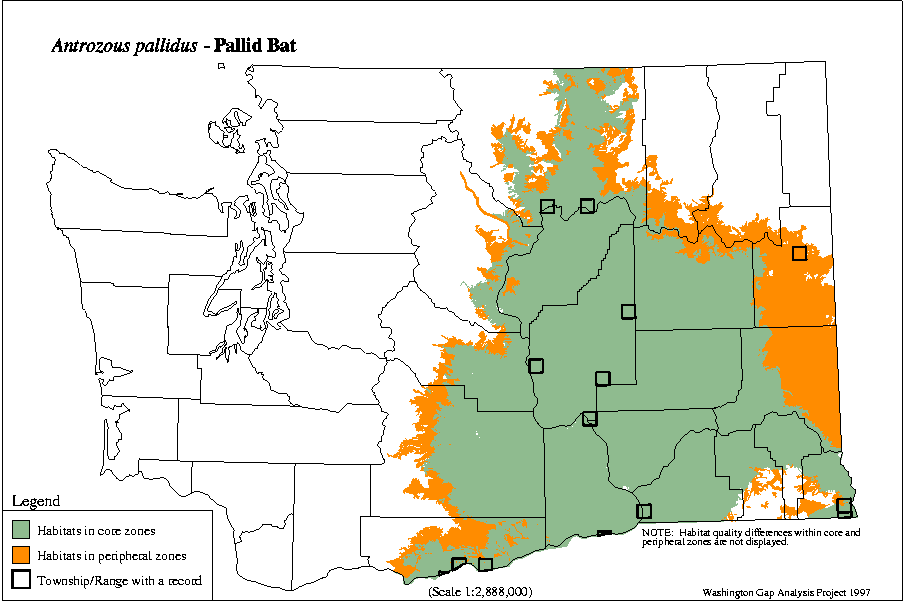 Antrozous pallidus - Pallid Bat
Legend
Habitats in core zones
Habitats in peripheral zones
Township/Range with a record
NOTE: Habitat quality differences within core and
peripheral zones are not displayed.
(Scale 1:2,888,000)
Washington Gap Analysis Project 1997